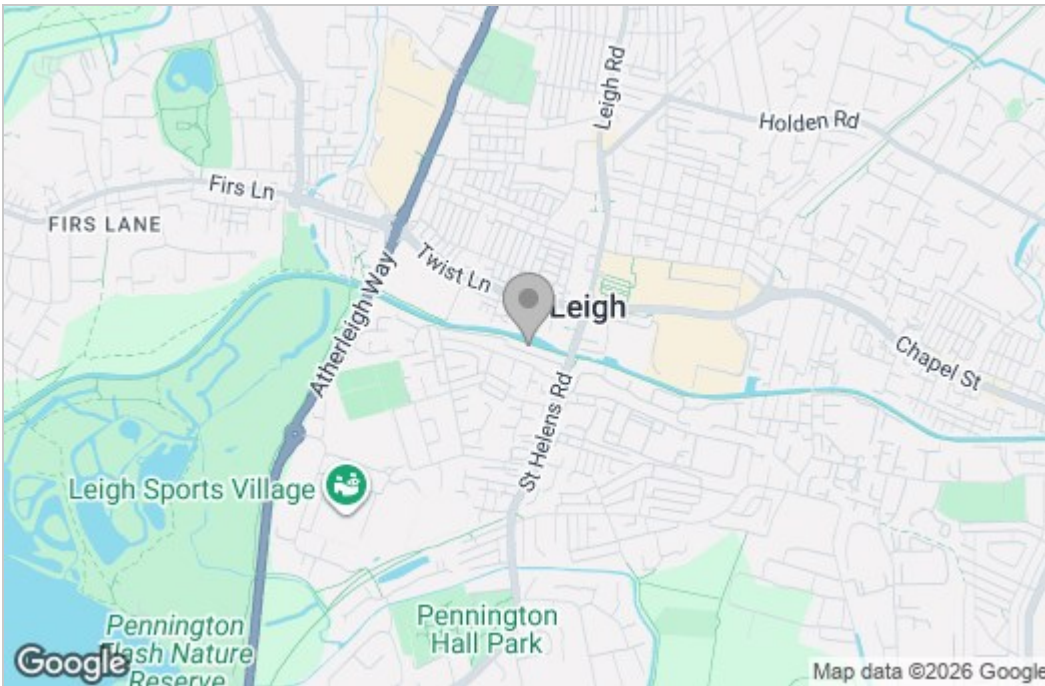 Leigh Rd
Holden Rd
Firs Ln
FIRS LANE
Twist Ln
Atherleigh Way
Leigh
Chapel St
St Helens Rd
Leigh Sports Village
Pennington
Hall Park
Pennington
Flash Nature
Reserve
Google
Map data ©2026 Google